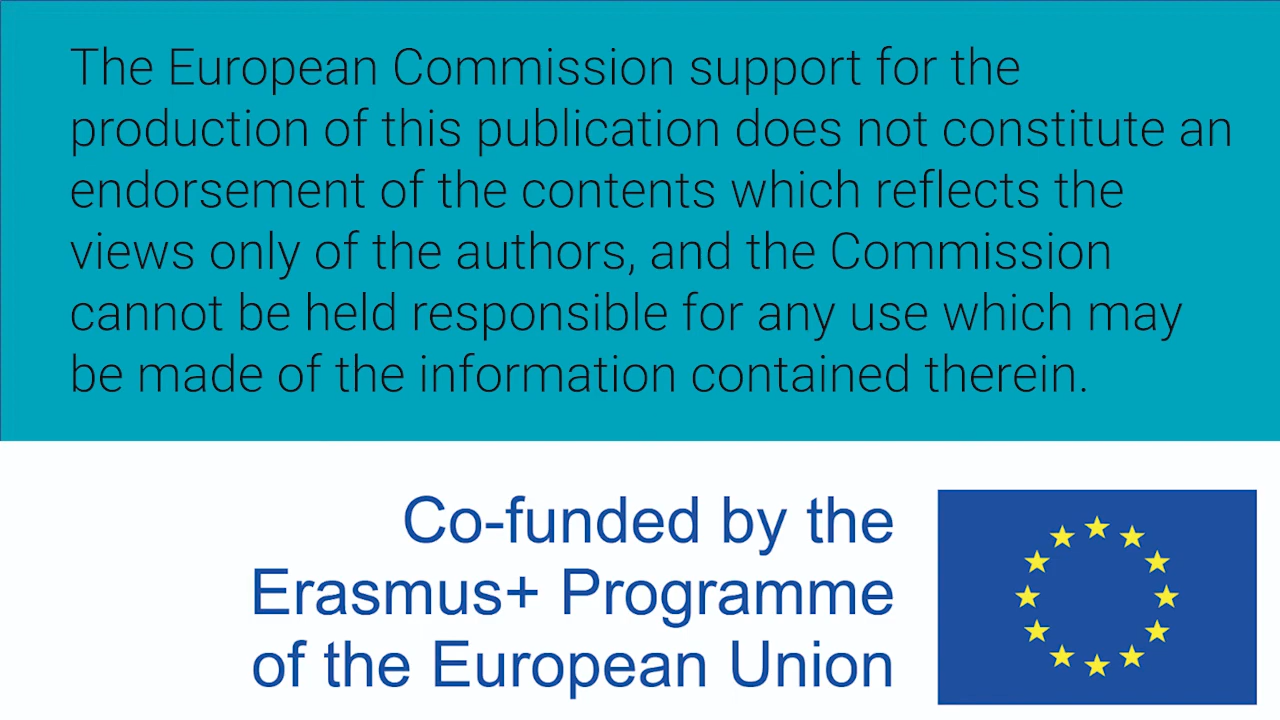 The European Commission support for the
production of this publication does not constitute an
endorsement of the contents which reflects the
views only of the authors, and the Commission
cannot be held responsible for any use which may
be made of the information contained therein.
Co-funded by the
Erasmus+ Programme
of the European Union